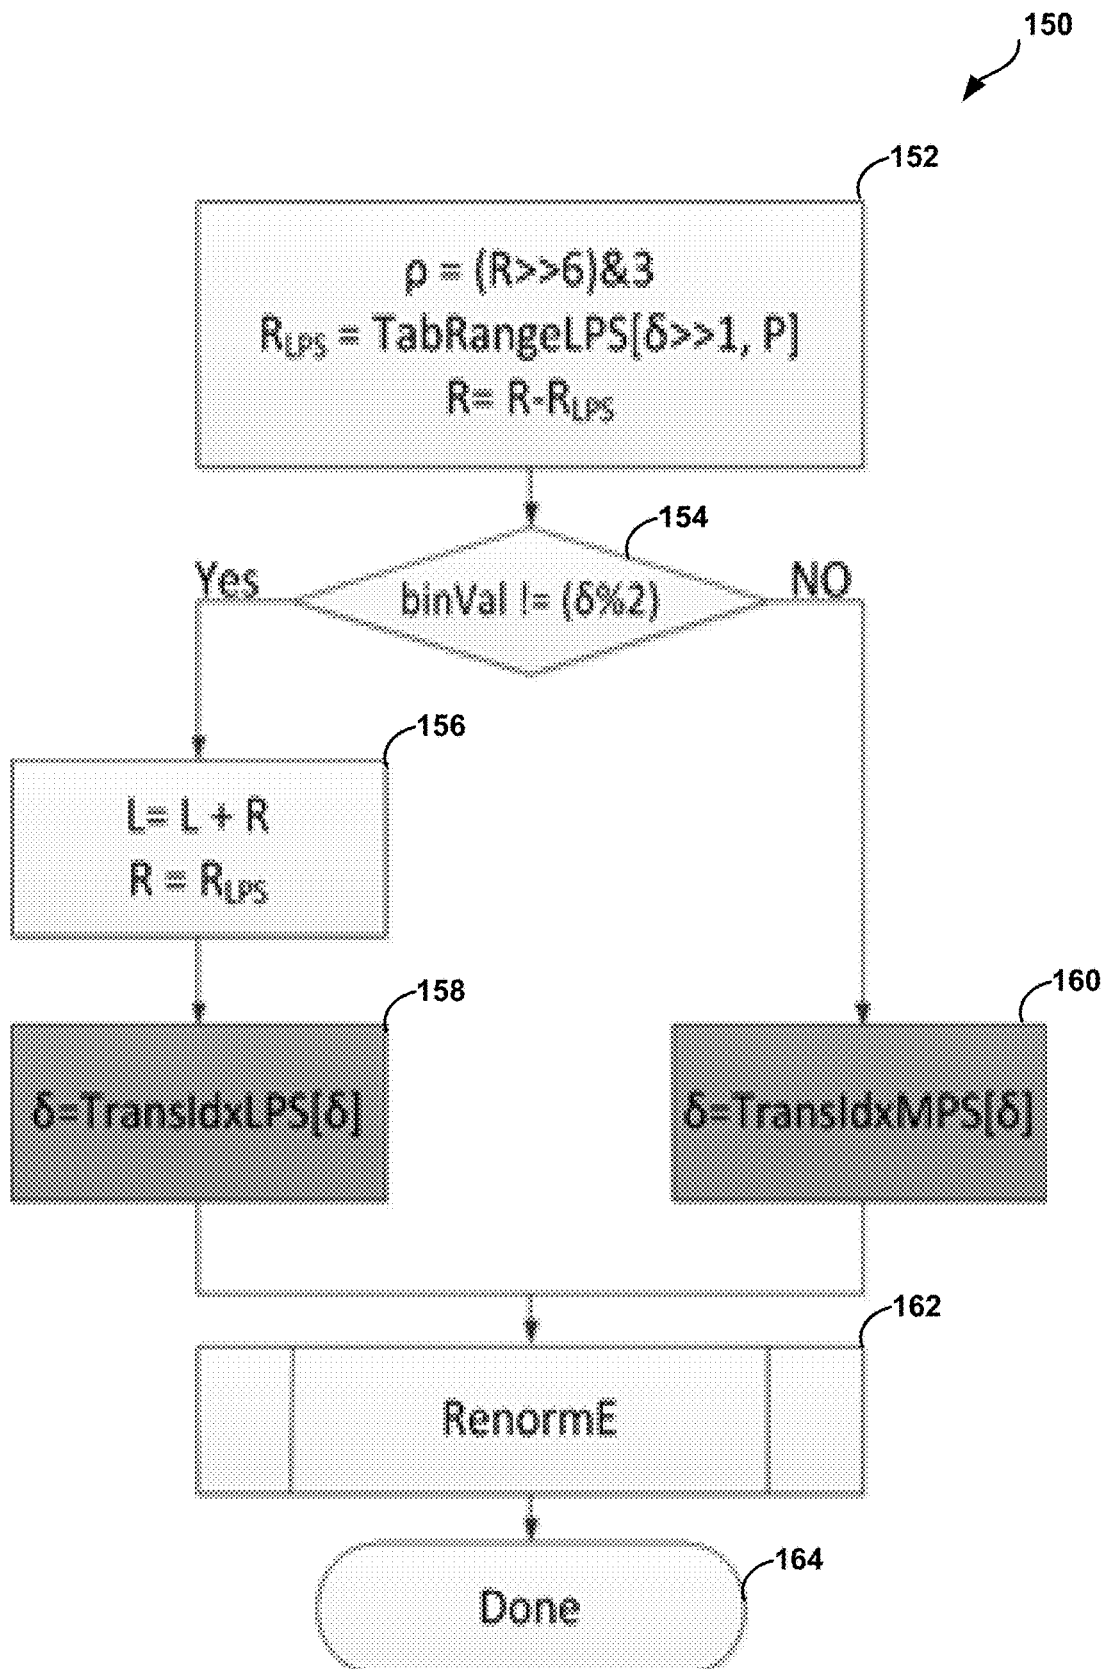 150
152
ρ = (R>>6)&3
RLPS = TabRangeLPS[δ>>1, P]
R= R-RLPS
154
Yes
binVal != (δ%2)
NO
156
L= L + R
R = RLPS
158
δ=TransIdxLPS[δ]
160
δ=TransIdxMPS[δ]
162
RenormE
164
Done